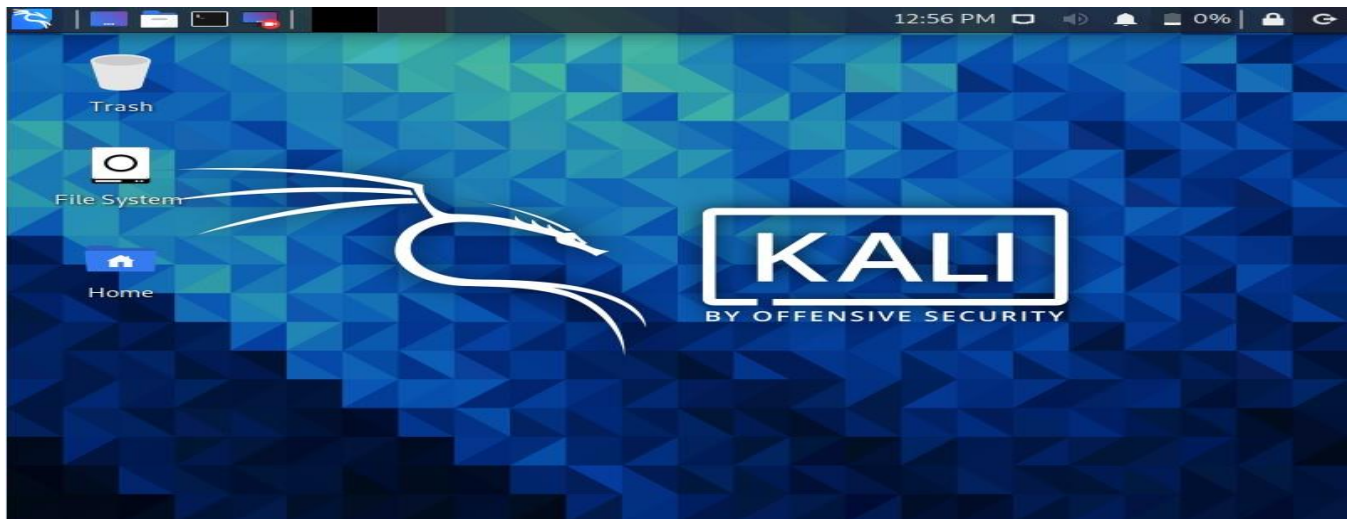 12:56 PM 0%
Trash
File System
Home
KALI
BY OFFENSIVE SECURITY